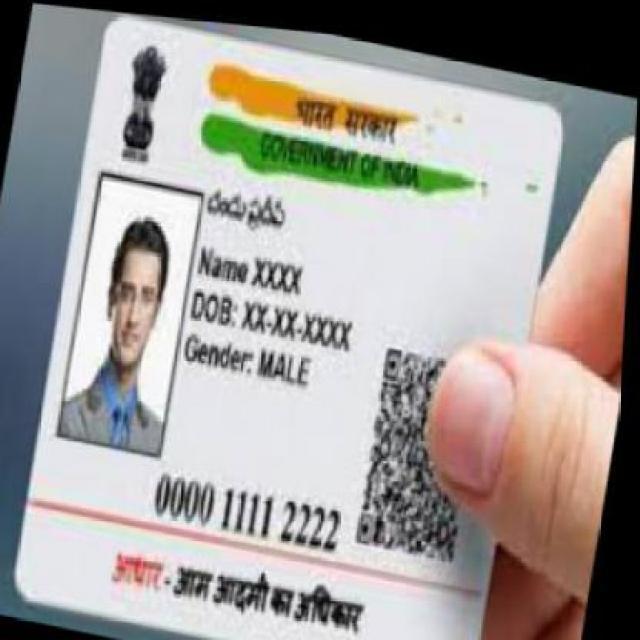 भारत सरकार
GOVERNMENT OF INDIA
Name XXXX
DOB: XX-XX-XXXX
Gender: MALE
0000 1111 2222
आधार - आम आदमी का अधिकार